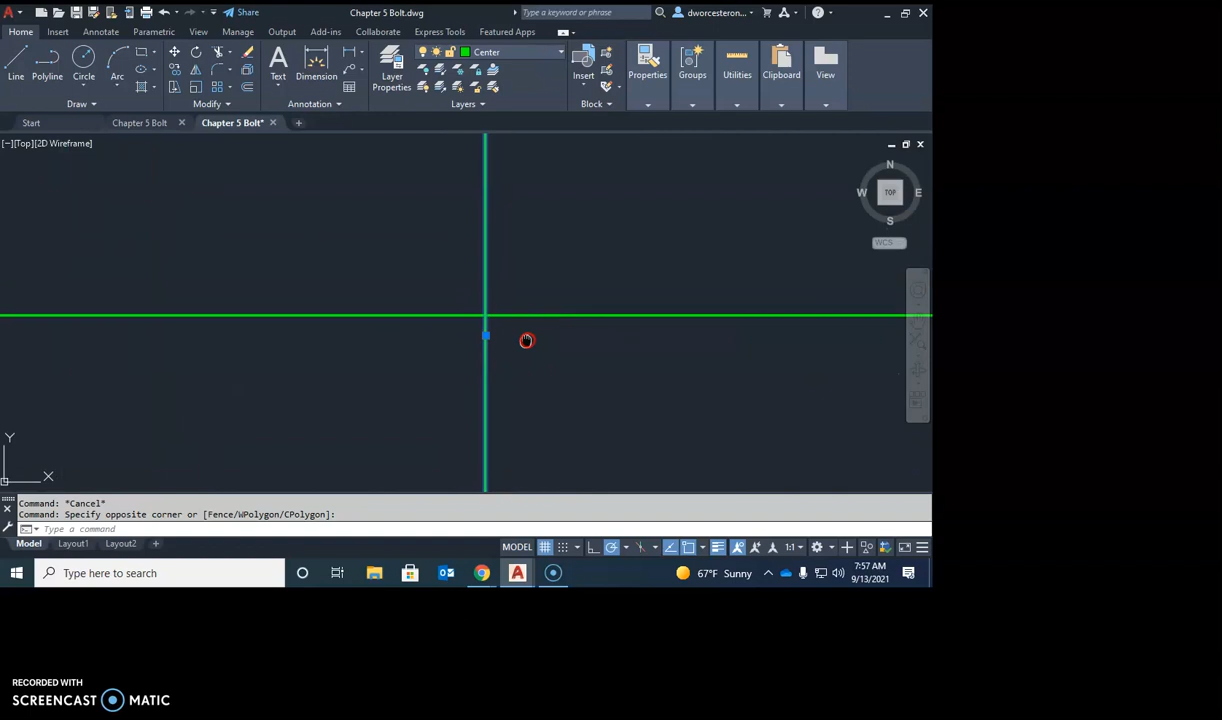 Share
Chapter 5 Bolt.dwg
Type a keyword or phrase
dworcesteron...
Home Insert Annotate Parametric View Manage Output Add-ins Collaborate Express Tools Featured Apps
Center
Line Polyline Circle Arc Text Dimension Layer Properties Insert Properties Groups Utilities Clipboard View
Draw Modify Annotation Layers Block
Start Chapter 5 Bolt Chapter 5 Bolt*
[−][Top][2D Wireframe]
N
W TOP E
S
WCS
Y
X
Command: *Cancel*
Command: Specify opposite corner or [Fence/WPolygon/CPolygon]:
Type a command
Model Layout1 Layout2 MODEL 1:1
Type here to search
67°F Sunny
7:57 AM
9/13/2021
RECORDED WITH
SCREENCAST MATIC